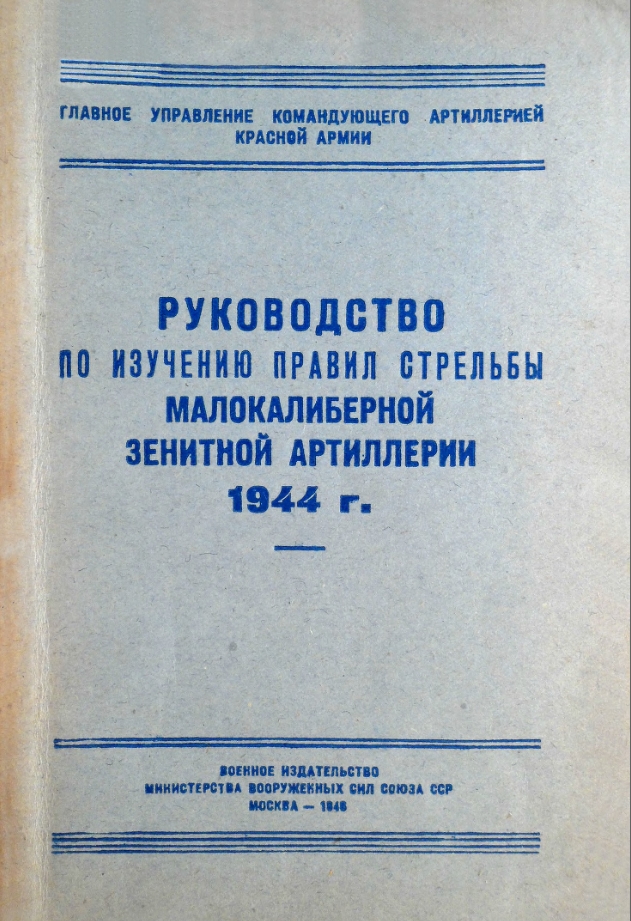 ГЛАВНОЕ УПРАВЛЕНИЕ КОМАНДУЮЩЕГО АРТИЛЛЕРИЕЙ
КРАСНОЙ АРМИИ
РУКОВОДСТВО
ПО ИЗУЧЕНИЮ ПРАВИЛ СТРЕЛЬБЫ
МАЛОКАЛИБЕРНОЙ
ЗЕНИТНОЙ АРТИЛЛЕРИИ
1944 г.
ВОЕННОЕ ИЗДАТЕЛЬСТВО
МИНИСТЕРСТВА ВООРУЖЕННЫХ СИЛ СОЮЗА ССР
МОСКВА — 1946